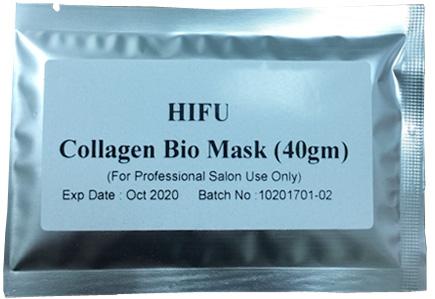 HIFU
Collagen Bio Mask (40gm)
(For Professional Salon Use Only)
Exp Date : Oct 2020 Batch No :10201701-02